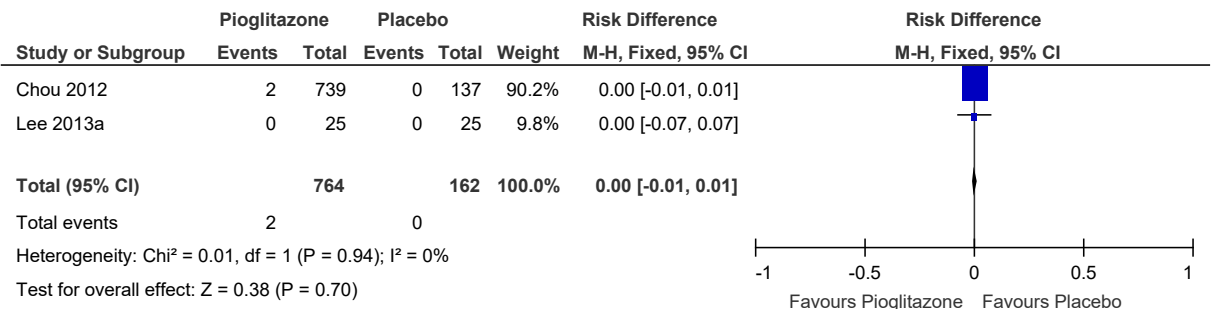 Pioglitazone Placebo Risk Difference Risk Difference
Study or Subgroup Events Total Events Total Weight M-H, Fixed, 95% CI M-H, Fixed, 95% CI
Chou 2012 2 739 0 137 90.2% 0.00 [-0.01, 0.01]
Lee 2013a 0 25 0 25 9.8% 0.00 [-0.07, 0.07]
Total (95% CI) 764 162 100.0% 0.00 [-0.01, 0.01]
Total events 2 0
Heterogeneity: Chi² = 0.01, df = 1 (P = 0.94); I² = 0%
Test for overall effect: Z = 0.38 (P = 0.70)
-1 -0.5 0 0.5 1
Favours Pioglitazone Favours Placebo